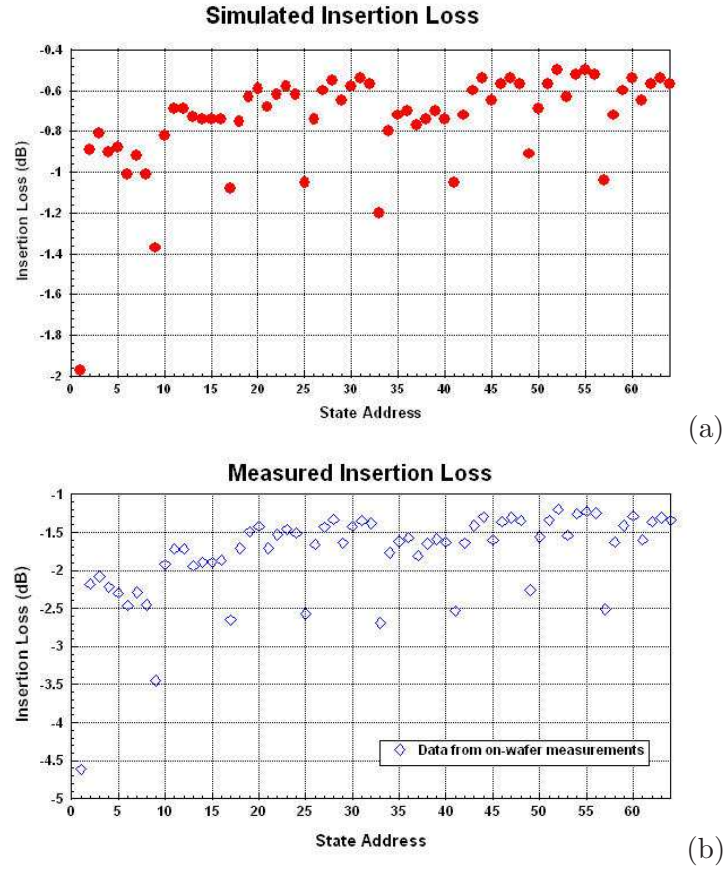 Simulated Insertion Loss
-0.4
-0.6
-0.8
-1
-1.2
-1.4
-1.6
-1.8
-2
Insertion Loss (dB)
0 5 10 15 20 25 30 35 40 45 50 55 60
State Address
(a)
Measured Insertion Loss
-1
-1.5
-2
-2.5
-3
-3.5
-4
-4.5
-5
Insertion Loss (dB)
Data from on-wafer measurements
0 5 10 15 20 25 30 35 40 45 50 55 60
State Address
(b)